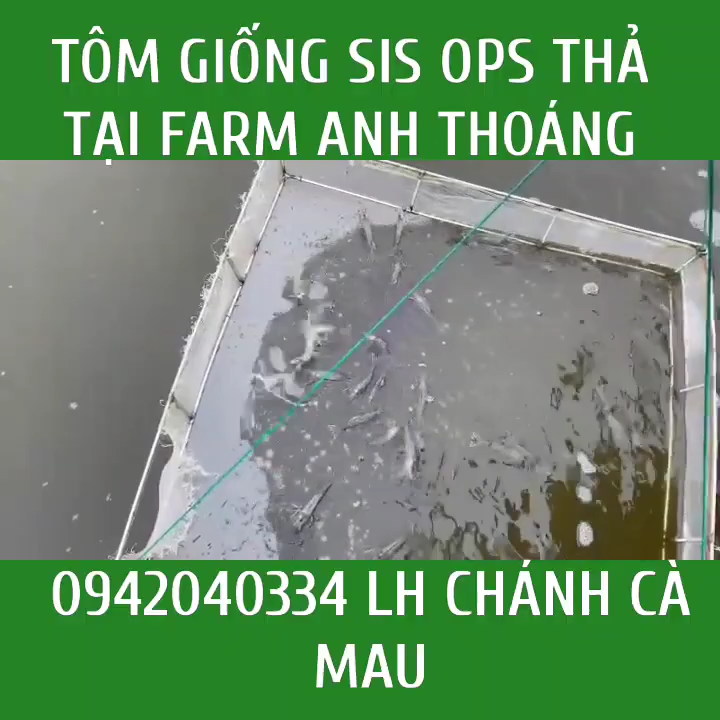 TÔM GIỐNG SIS OPS THẢ
TẠI FARM ANH THOÁNG
0942040334 LH CHÁNH CÀ
MAU